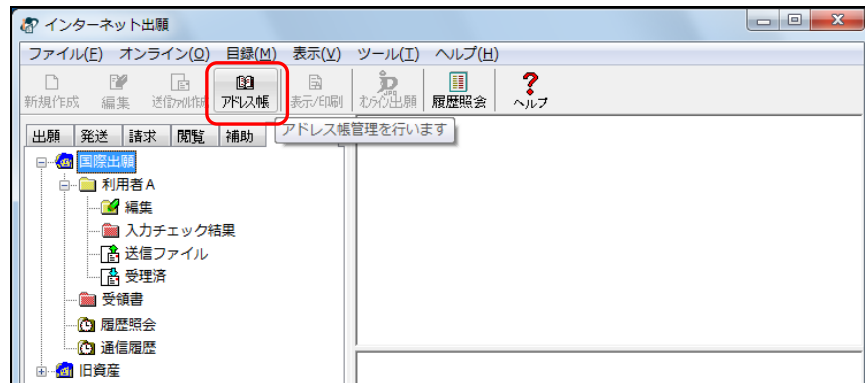 インターネット出願
ファイル(F) オンライン(O) 目録(M) 表示(V) ツール(T) ヘルプ(H)
新規作成 編集 送信ファイル作成 アドレス帳 表示/印刷 オンライン出願 履歴照会 ヘルプ
アドレス帳管理を行います
出願 発送 請求 閲覧 補助
国際出願
利用者A
編集
入力チェック結果
送信ファイル
受理済
受領書
履歴照会
通信履歴
旧資産